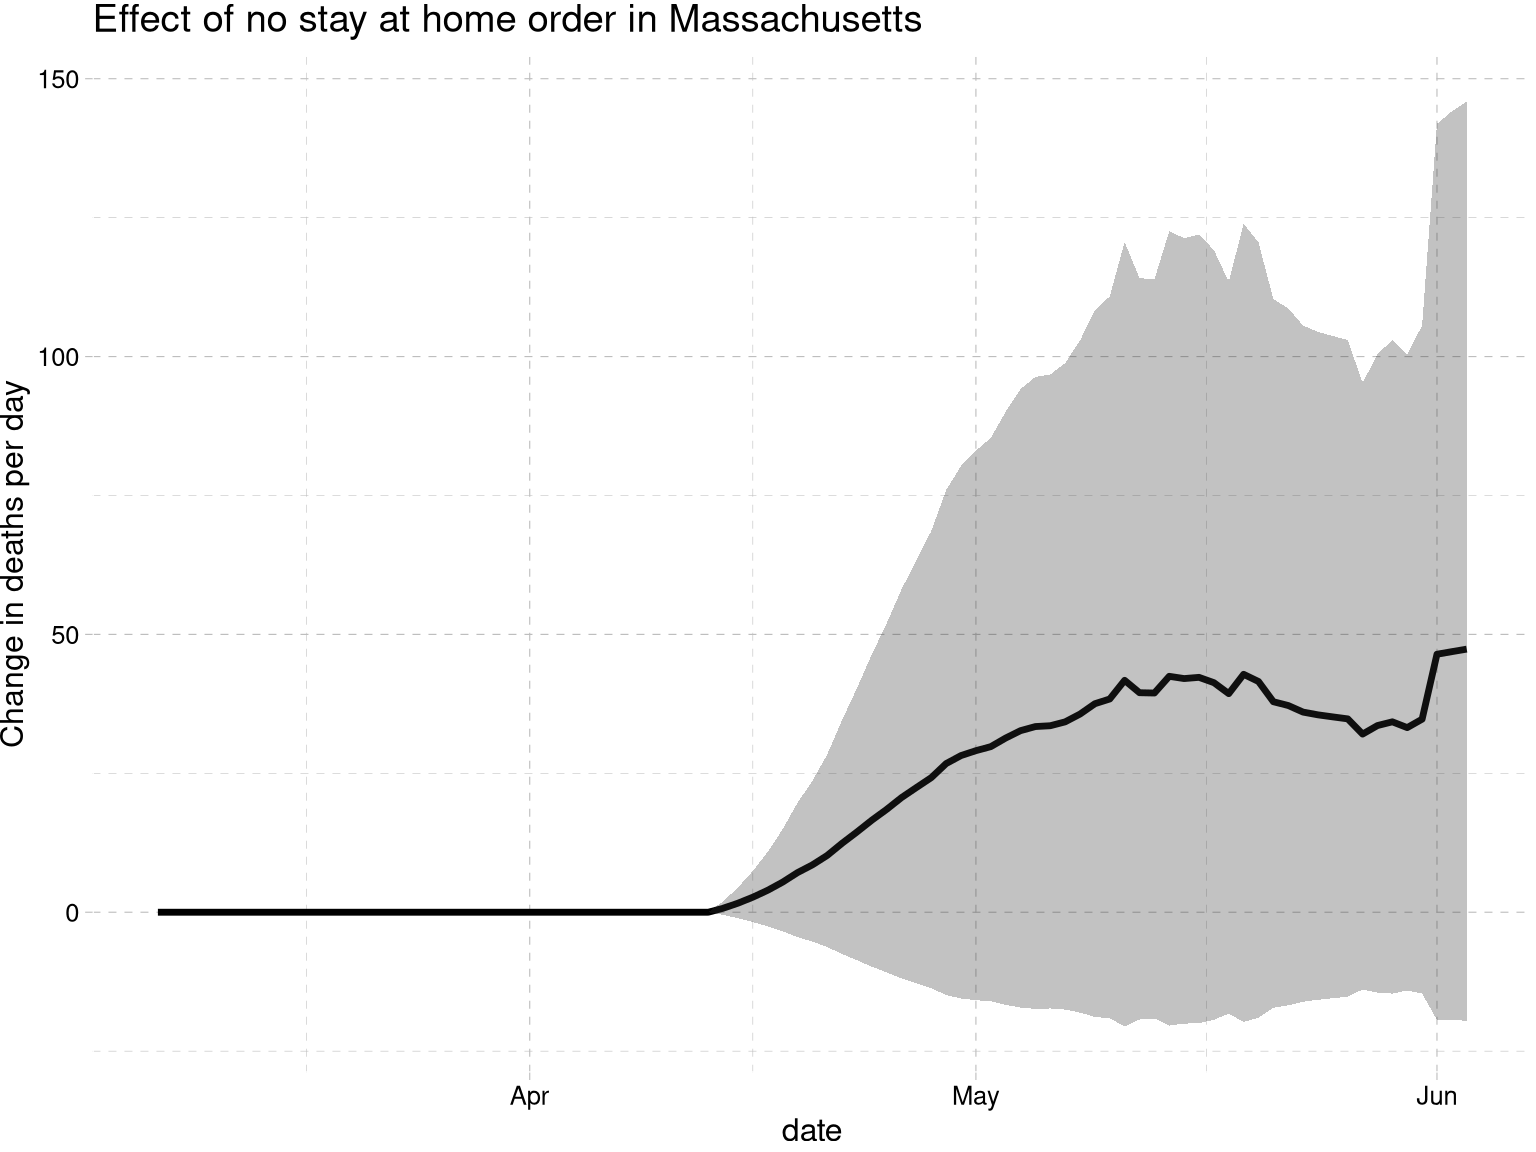 Effect of no stay at home order in Massachusetts
150
100
50
0
Change in deaths per day
Apr
May
Jun
date